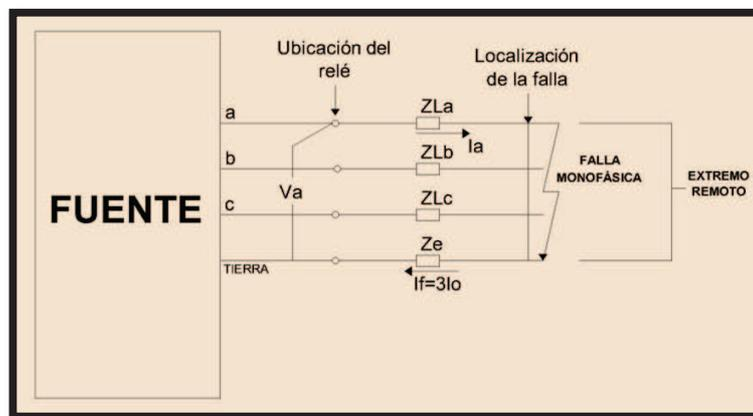 Ubicación del
relé
Localización
de la falla
a
ZLa
Ia
b
ZLb
FALLA
MONOFÁSICA
EXTREMO
REMOTO
FUENTE
Va
c
ZLc
Ze
TIERRA
If=3Io